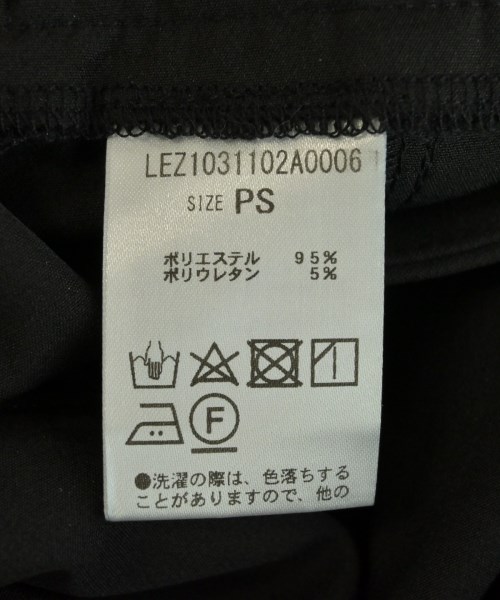 LEZ1031102A0006
SIZE PS
ポリエステル 95%
ポリウレタン 5%
F
●洗濯の際は、色落ちする
ことがありますので、他の